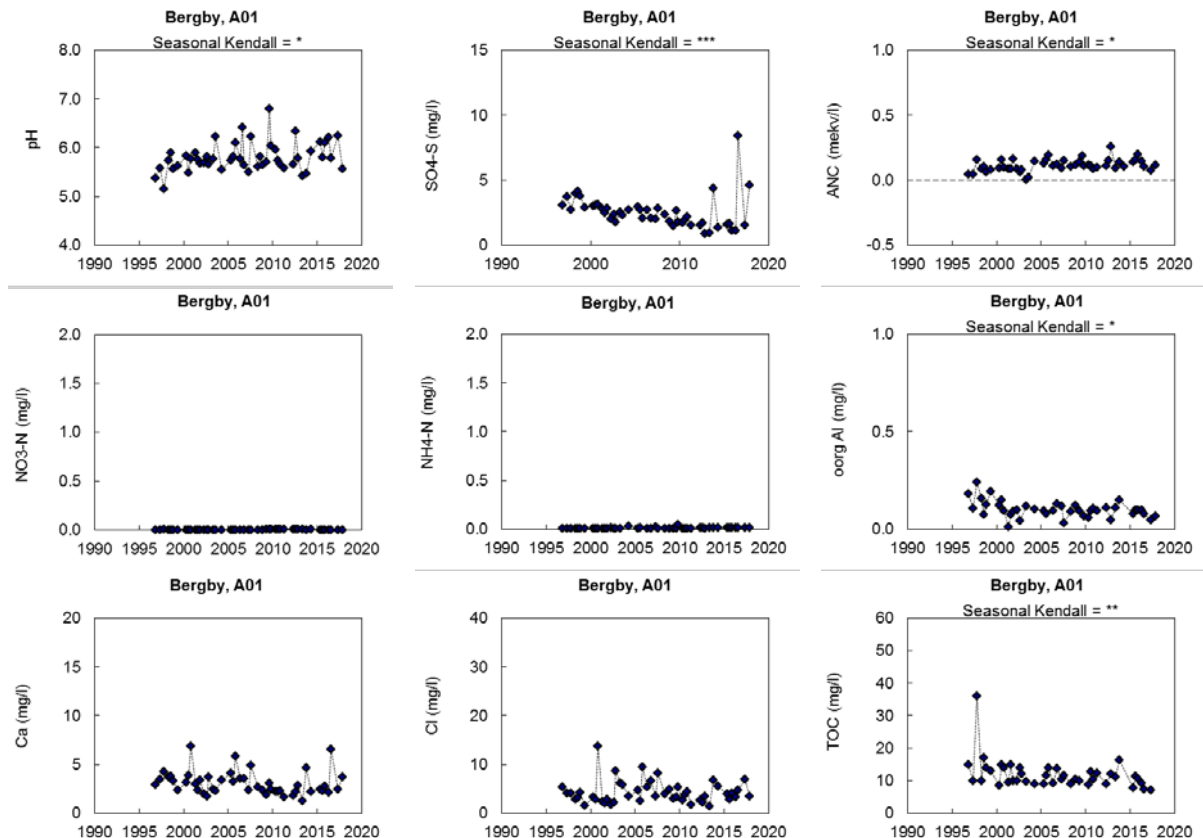 Bergby, A01
Seasonal Kendall = *
pH
8.0
7.0
6.0
5.0
4.0
1990 1995 2000 2005 2010 2015 2020
Bergby, A01
Seasonal Kendall = ***
SO4-S (mg/l)
15
10
5
0
1990 1995 2000 2005 2010 2015 2020
Bergby, A01
Seasonal Kendall = *
ANC (mekv/l)
1.0
0.5
0.0
-0.5
1990 1995 2000 2005 2010 2015 2020
Bergby, A01
NO3-N (mg/l)
2.0
1.5
1.0
0.5
0.0
1990 1995 2000 2005 2010 2015 2020
Bergby, A01
NH4-N (mg/l)
2.0
1.5
1.0
0.5
0.0
1990 1995 2000 2005 2010 2015 2020
Bergby, A01
Seasonal Kendall = *
oorg Al (mg/l)
1.0
0.5
0.0
1990 1995 2000 2005 2010 2015 2020
Bergby, A01
Ca (mg/l)
20
15
10
5
0
1990 1995 2000 2005 2010 2015 2020
Bergby, A01
Cl (mg/l)
40
30
20
10
0
1990 1995 2000 2005 2010 2015 2020
Bergby, A01
Seasonal Kendall = **
TOC (mg/l)
60
50
40
30
20
10
0
1990 1995 2000 2005 2010 2015 2020